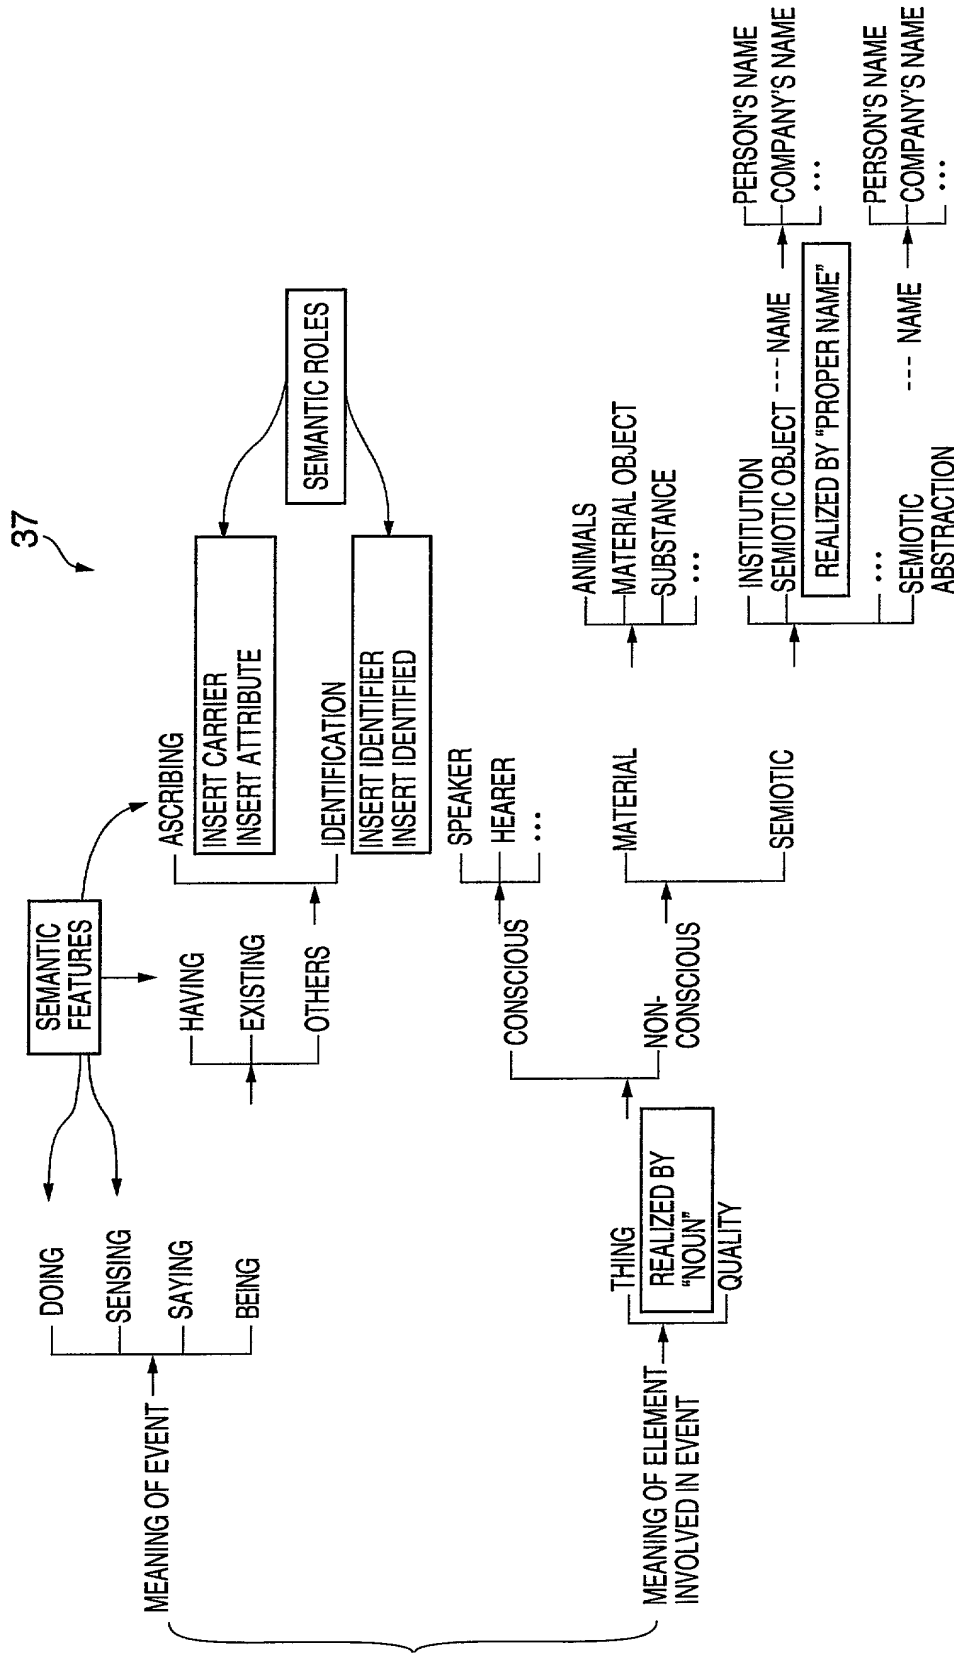 37
SEMANTIC
FEATURES
SEMANTIC ROLES
MEANING OF EVENT
DOING
SENSING
SAYING
BEING
HAVING
EXISTING
OTHERS
ASCRIBING
INSERT CARRIER
INSERT ATTRIBUTE
IDENTIFICATION
INSERT IDENTIFIER
INSERT IDENTIFIED
MEANING OF ELEMENT
INVOLVED IN EVENT
THING
REALIZED BY
"NOUN"
QUALITY
CONSCIOUS
NON-
CONSCIOUS
SPEAKER
HEARER
...
MATERIAL
SEMIOTIC
ANIMALS
MATERIAL OBJECT
SUBSTANCE
...
INSTITUTION
SEMIOTIC OBJECT ---- NAME
REALIZED BY "PROPER NAME"
...
SEMIOTIC
ABSTRACTION
--- NAME
PERSON'S NAME
COMPANY'S NAME
...
PERSON'S NAME
COMPANY'S NAME
...